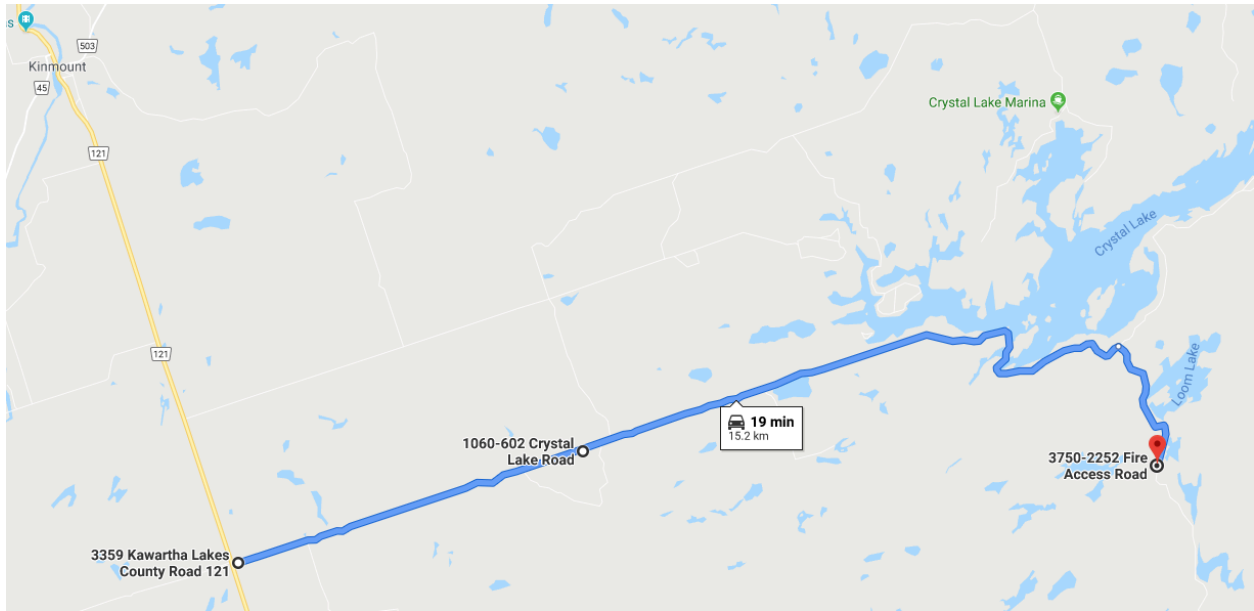 ss
503
Kinmount
45
121
Crystal Lake Marina
Crystal Lake
121
Loom Lake
19 min
15.2 km
1060-602 Crystal
Lake Road
3750-2252 Fire
Access Road
3359 Kawartha Lakes
County Road 121